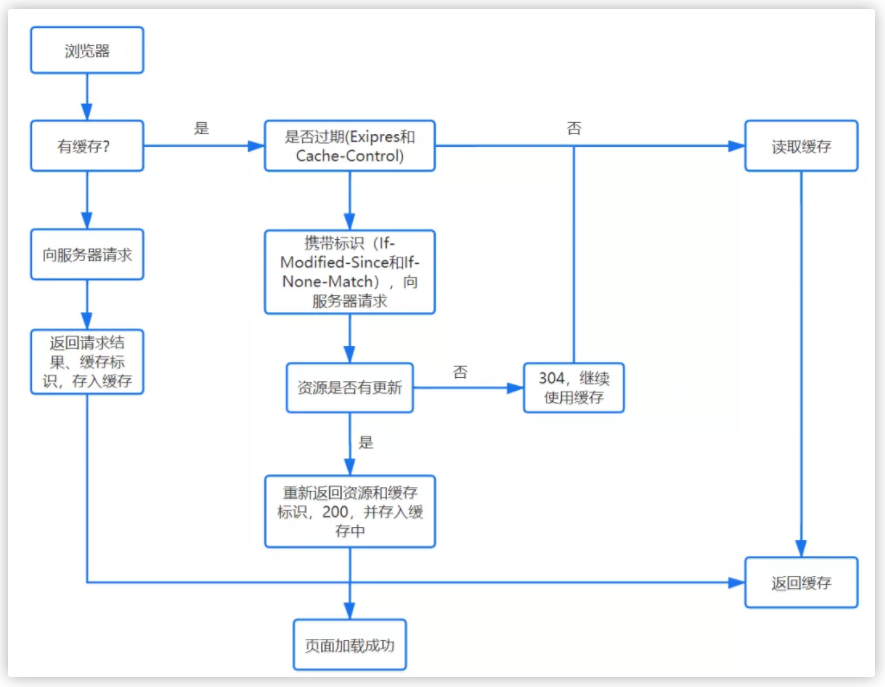 浏览器
有缓存?
是
是否过期(Exipres和
Cache-Control)
否
读取缓存
向服务器请求
携带标识（If-
Modified-Since和If-
None-Match）, 向
服务器请求
返回请求结
果、缓存标
识，存入缓存
资源是否有更新
否
304，继续
使用缓存
是
重新返回资源和缓存
标识，200，并存入缓
存中
返回缓存
页面加载成功